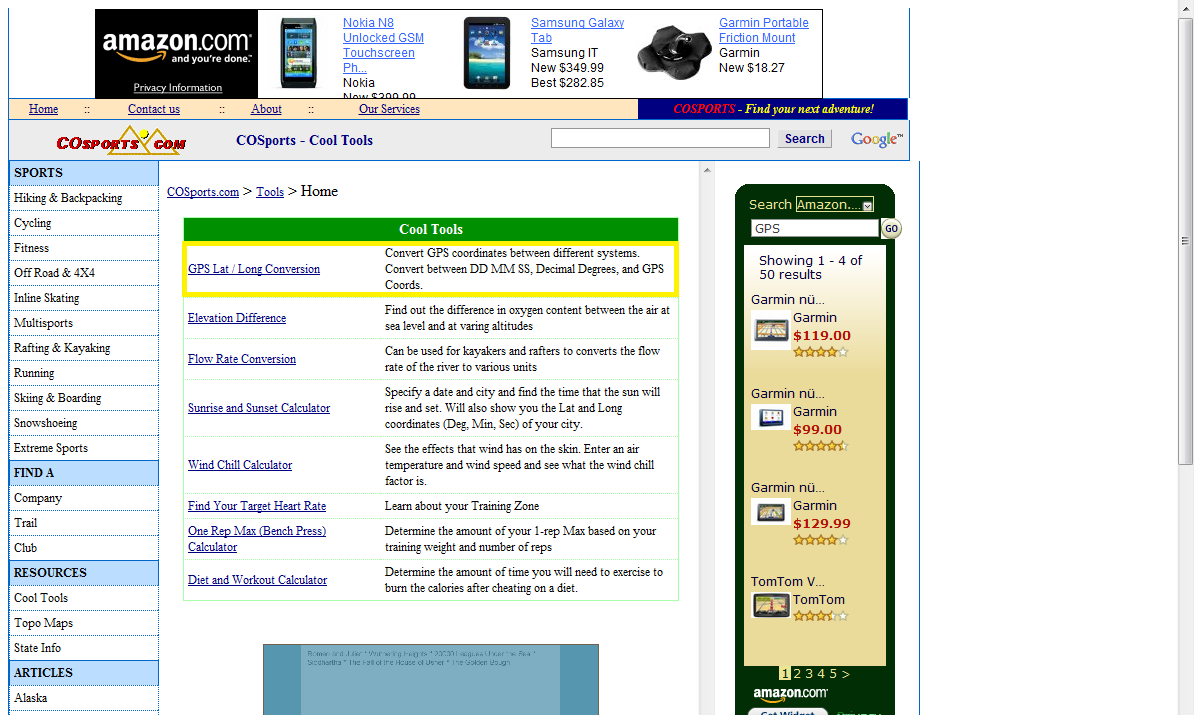 amazon.com
and you're done.™
Privacy Information
Nokia N8
Unlocked GSM
Touchscreen
Ph...
Nokia
New $399.99
Samsung Galaxy
Tab
Samsung IT
New $349.99
Best $282.85
Garmin Portable
Friction Mount
Garmin
New $18.27
Home :: Contact us :: About :: Our Services
COSPORTS - Find your next adventure!
COSPORTS.COM
COSports - Cool Tools
Search
Google™
SPORTS
Hiking & Backpacking
Cycling
Fitness
Off Road & 4X4
Inline Skating
Multisports
Rafting & Kayaking
Running
Skiing & Boarding
Snowshoeing
Extreme Sports
FIND A
Company
Trail
Club
RESOURCES
Cool Tools
Topo Maps
State Info
ARTICLES
Alaska
COSports.com > Tools > Home
Cool Tools
GPS Lat / Long Conversion
Convert GPS coordinates between different systems.
Convert between DD MM SS, Decimal Degrees, and GPS
Coords.
Elevation Difference
Find out the difference in oxygen content between the air at
sea level and at varing altitudes
Flow Rate Conversion
Can be used for kayakers and rafters to converts the flow
rate of the river to various units
Sunrise and Sunset Calculator
Specify a date and city and find the time that the sun will
rise and set. Will also show you the Lat and Long
coordinates (Deg, Min, Sec) of your city.
Wind Chill Calculator
See the effects that wind has on the skin. Enter an air
temperature and wind speed and see what the wind chill
factor is.
Find Your Target Heart Rate
Learn about your Training Zone
One Rep Max (Bench Press)
Calculator
Determine the amount of your 1-rep Max based on your
training weight and number of reps
Diet and Workout Calculator
Determine the amount of time you will need to exercise to
burn the calories after cheating on a diet.
Romeo and Juliet * Wuthering Heights * 20000 Leagues Under the Sea *
Siddhartha * The Fall of the House of Usher * The Golden Bough
Search Amazon....
GPS
GO
Showing 1 - 4 of
50 results
Garmin nü...
Garmin
$119.00
Garmin nü...
Garmin
$99.00
Garmin nü...
Garmin
$129.99
TomTom V...
TomTom
1 2 3 4 5 >
amazon.com
Get Widget